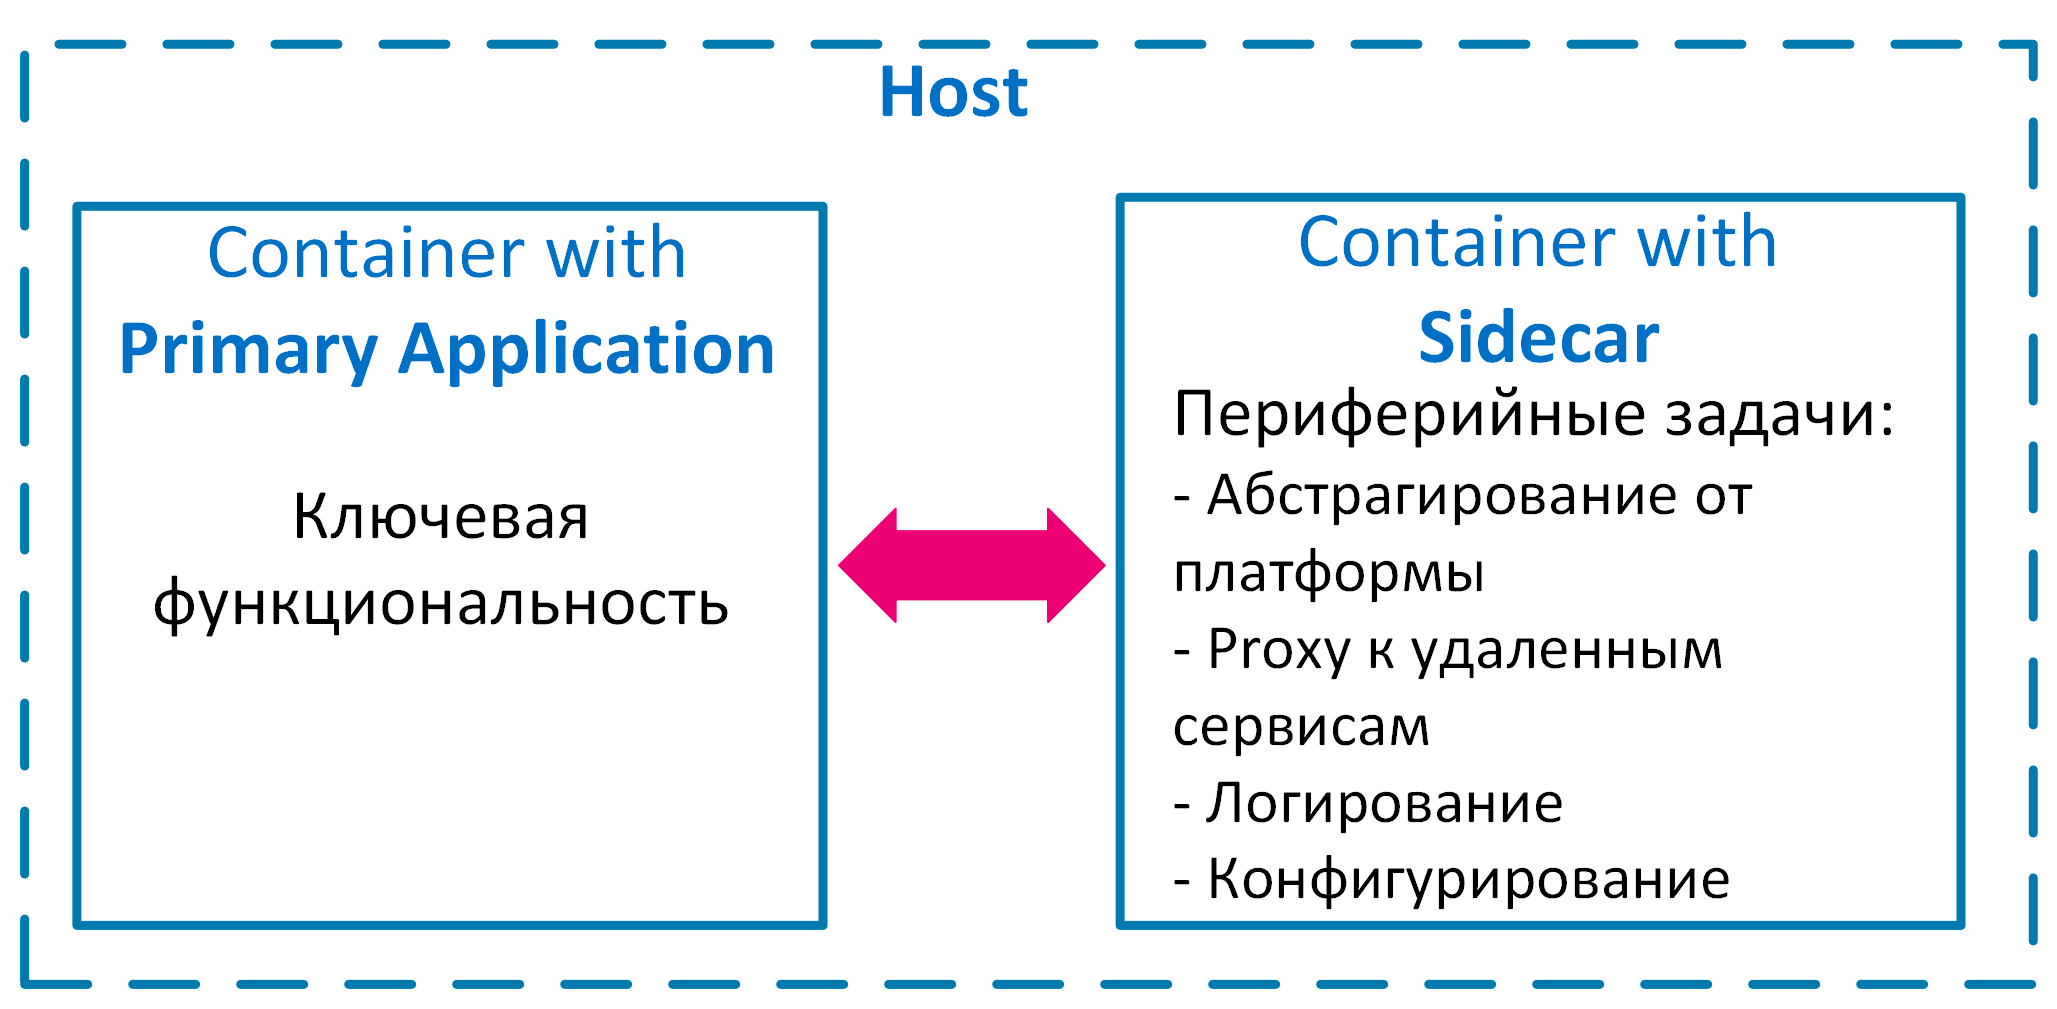 Host
Container with
Primary Application
Ключевая
функциональность
Container with
Sidecar
Периферийные задачи:
- Абстрагирование от
платформы
- Proxy к удаленным
сервисам
- Логирование
- Конфигурирование